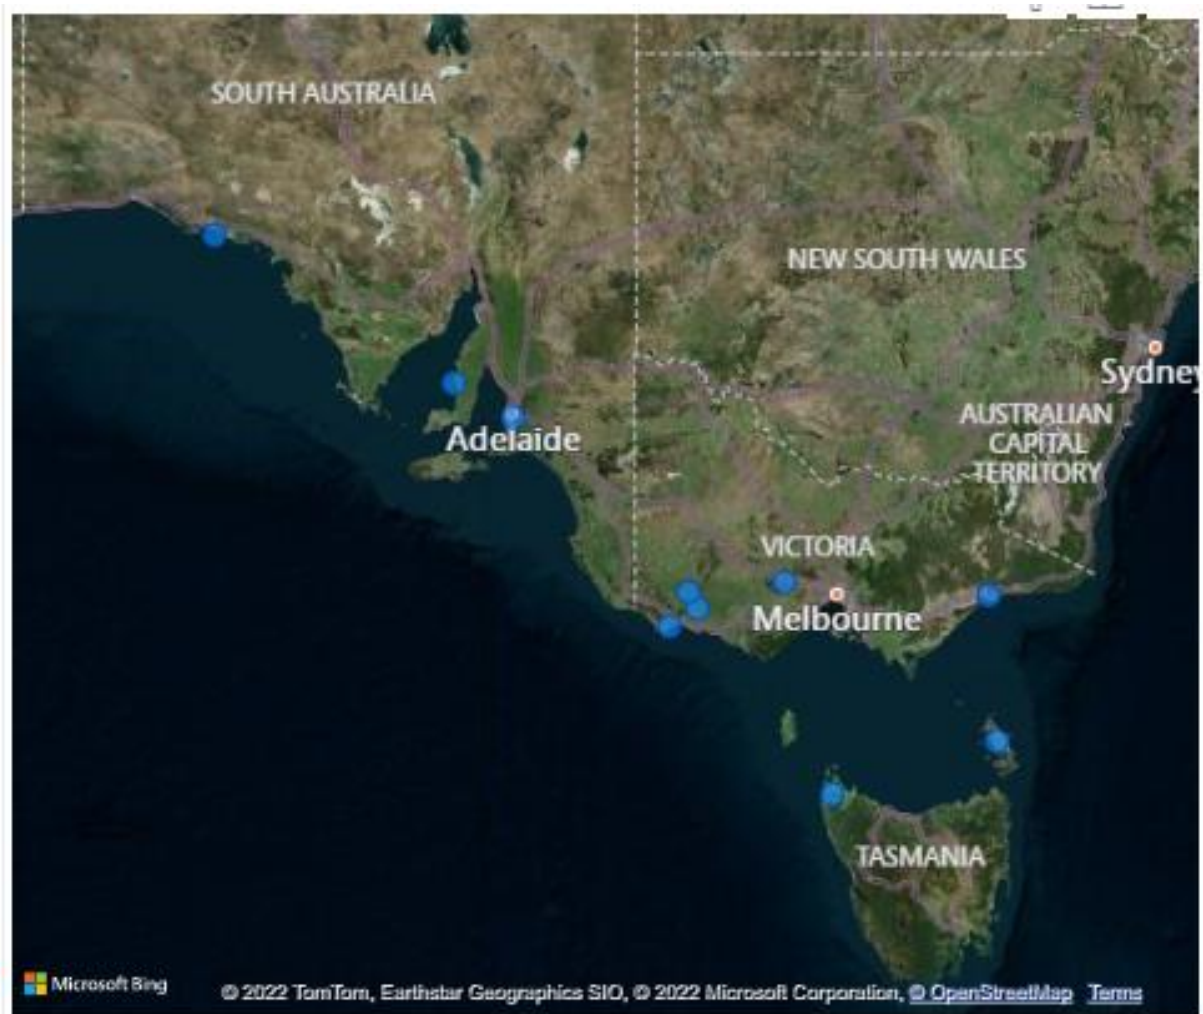 SOUTH AUSTRALIA
NEW SOUTH WALES
Sydney
AUSTRALIAN
CAPITAL
TERRITORY
Adelaide
VICTORIA
Melbourne
TASMANIA
Microsoft Bing
© 2022 TomTom, Earthstar Geographics SIO, © 2022 Microsoft Corporation, © OpenStreetMap Terms